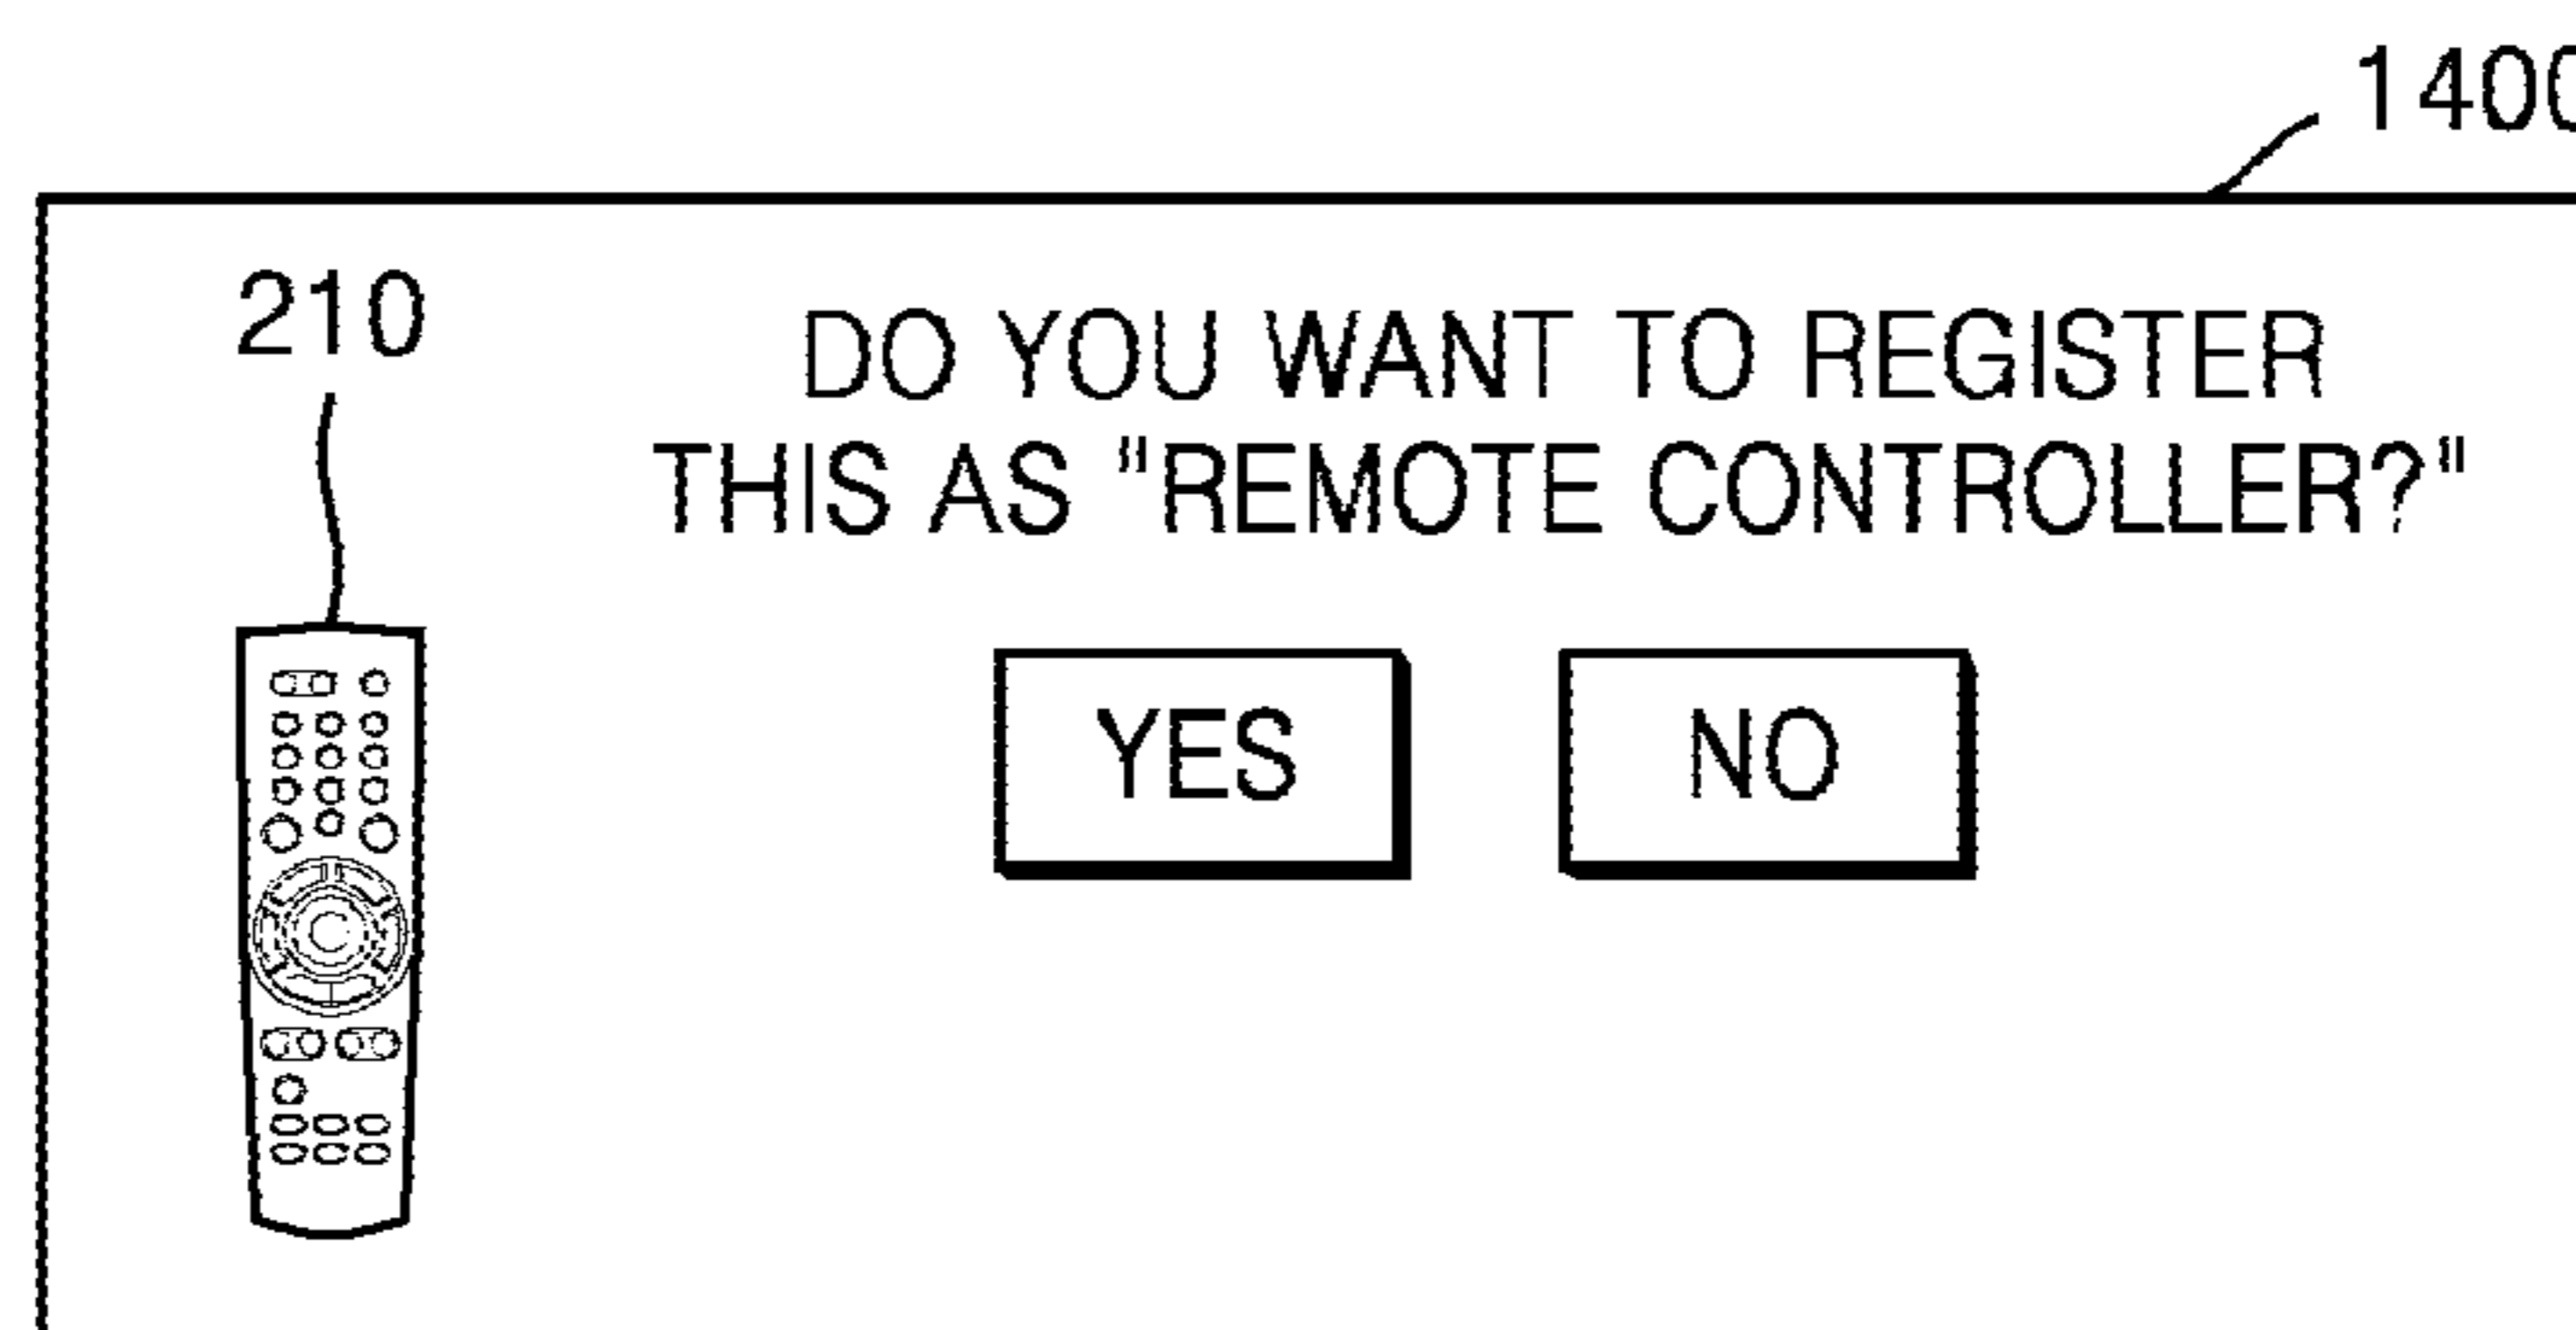 1400
210
DO YOU WANT TO REGISTER
THIS AS "REMOTE CONTROLLER?"
YES
NO